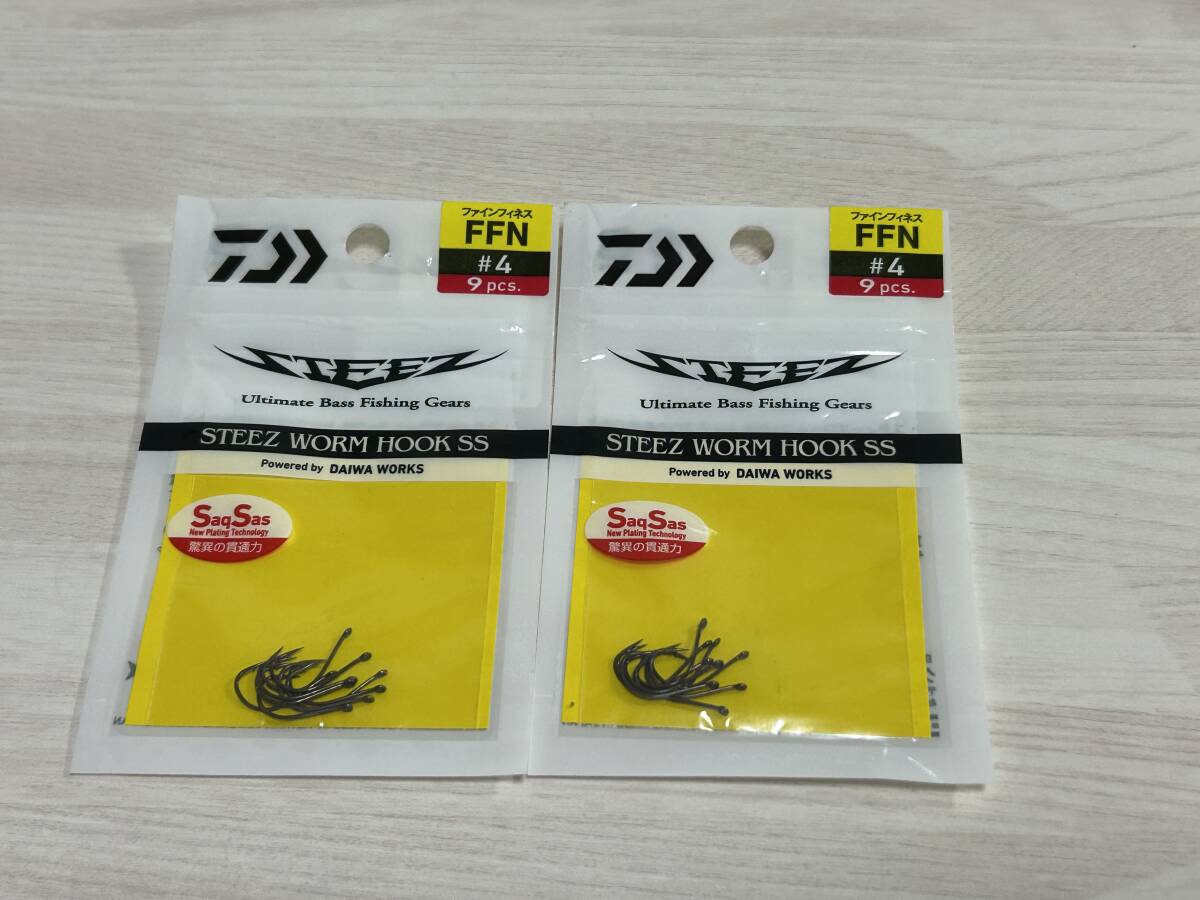 ファインフィネス
FFN
#4
9 pcs.
STEEZ
Ultimate Bass Fishing Gears
STEEZ WORM HOOK SS
Powered by DAIWA WORKS
SaqSas
New Plating Technology
驚異の貫通力
ファインフィネス
FFN
#4
9 pcs.
STEEZ
Ultimate Bass Fishing Gears
STEEZ WORM HOOK SS
Powered by DAIWA WORKS
SaqSas
New Plating Technology
驚異の貫通力